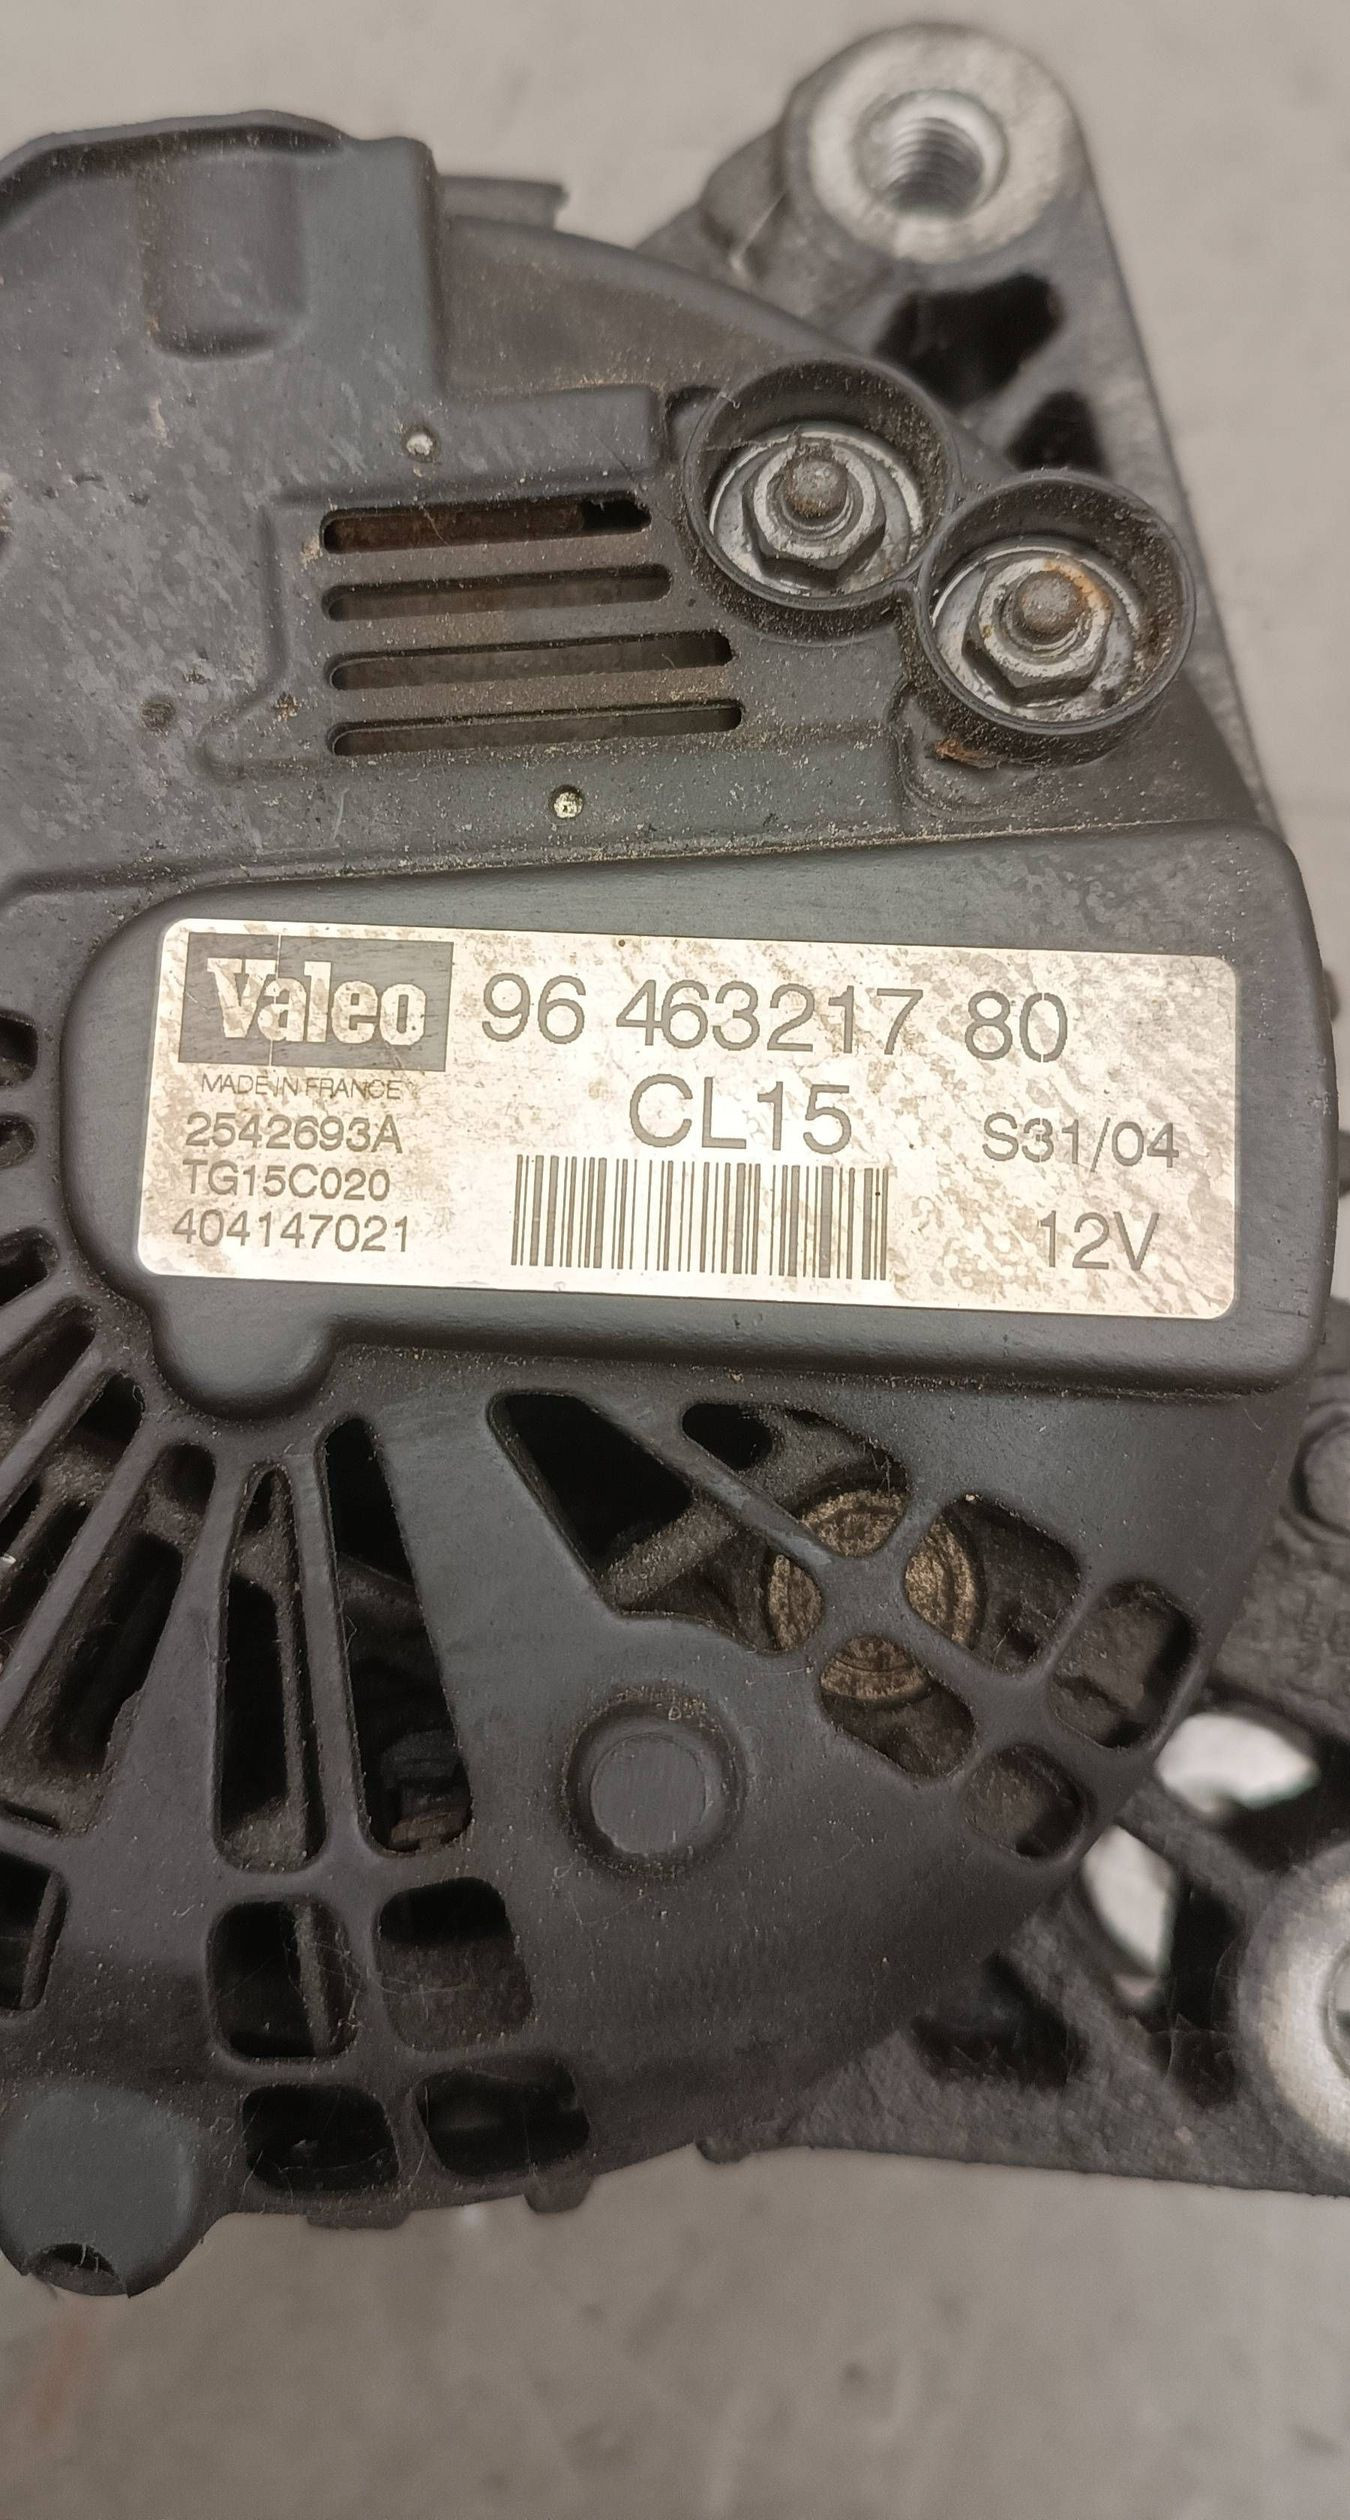 Valeo 96 463217 80
MADE IN FRANCE
CL15
2542693A
S31/04
TG15C020
404147021
12V